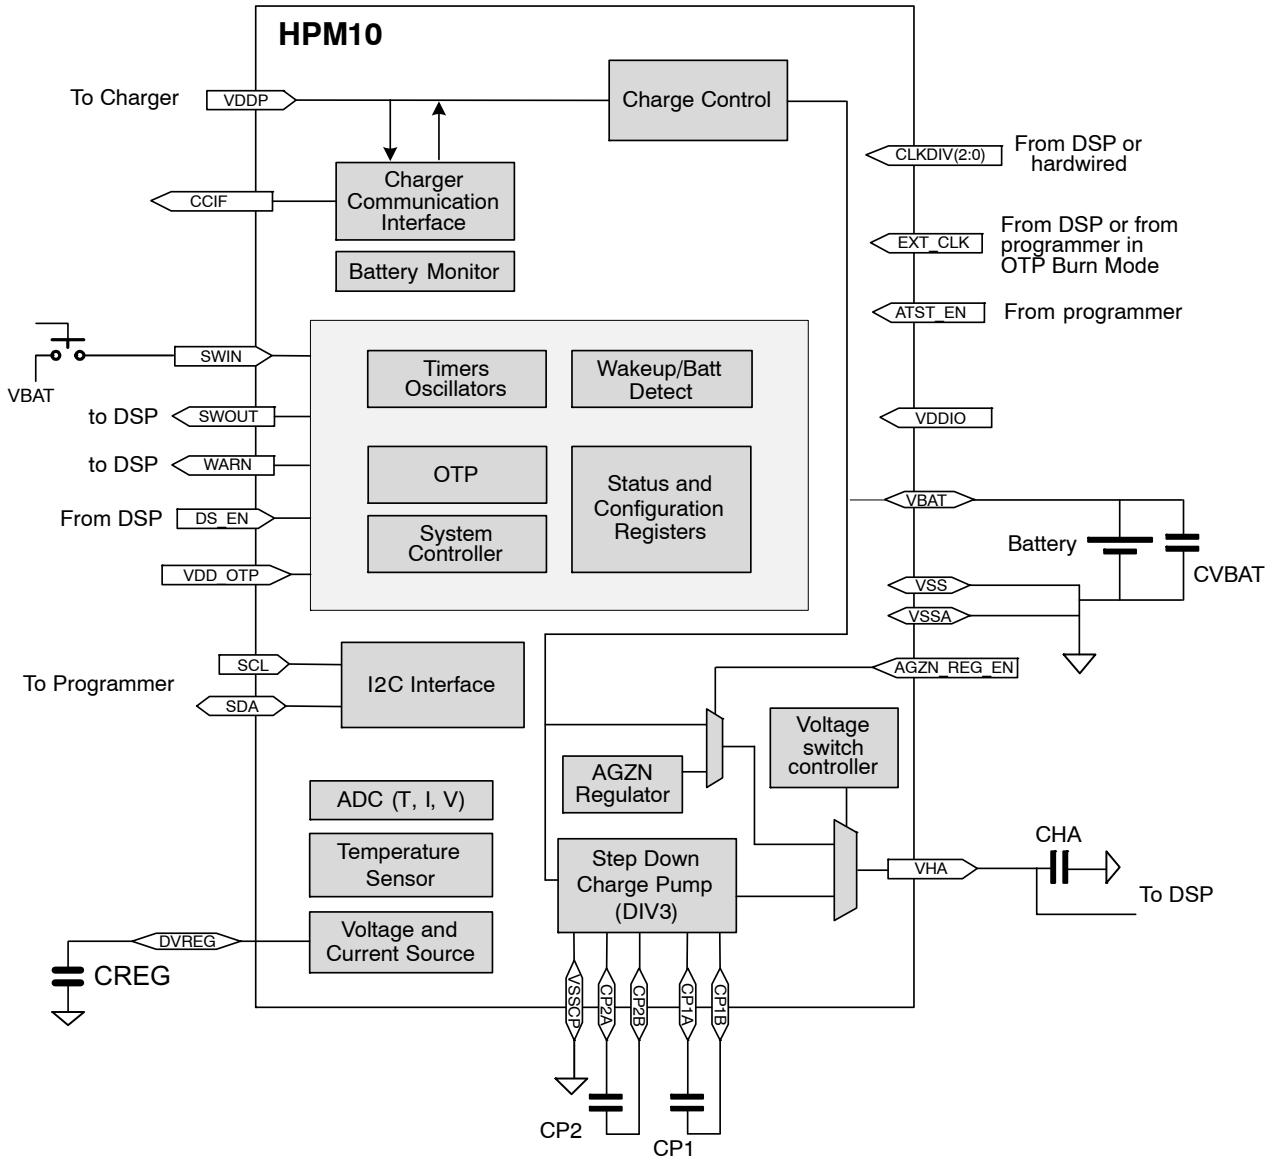 HPM10
To Charger
VDDP
Charge Control
CLKDIV(2:0)
From DSP or
hardwired
Charger
Communication
Interface
CCIF
EXT_CLK
From DSP or from
programmer in
OTP Burn Mode
Battery Monitor
ATST_EN
From programmer
SWIN
VBAT
Timers
Oscillators
Wakeup/Batt
Detect
to DSP
SWOUT
VDDIO
to DSP
WARN
OTP
Status and
Configuration
Registers
VBAT
From DSP
DS_EN
System
Controller
Battery
CVBAT
VDD_OTP
VSS
VSSA
SCL
To Programmer
SDA
I2C Interface
AGZN_REG_EN
Voltage
switch
controller
AGZN
Regulator
ADC (T, I, V)
Temperature
Sensor
Step Down
Charge Pump
(DIV3)
VHA
CHA
To DSP
Voltage and
Current Source
DVREG
CREG
VSSCP
CP2A
CP2B
CP1A
CP1B
CP2
CP1